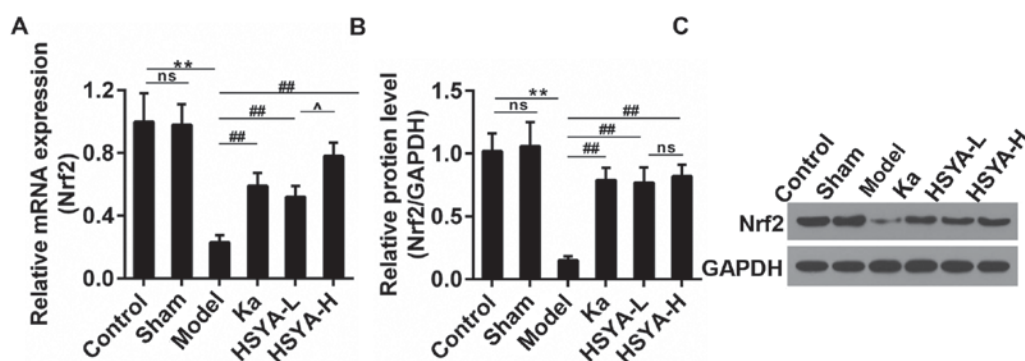 A
Relative mRNA expression
(Nrf2)
1.2
0.8
0.4
0.0
**
ns
##
##
##
^
Control
Sham
Model
Ka
HSYA-L
HSYA-H
B
Relative protien level
(Nrf2/GAPDH)
1.5
1.0
0.5
0.0
**
ns
##
##
##
ns
Control
Sham
Model
Ka
HSYA-L
HSYA-H
C
Control
Sham
Model
Ka
HSYA-L
HSYA-H
Nrf2
GAPDH